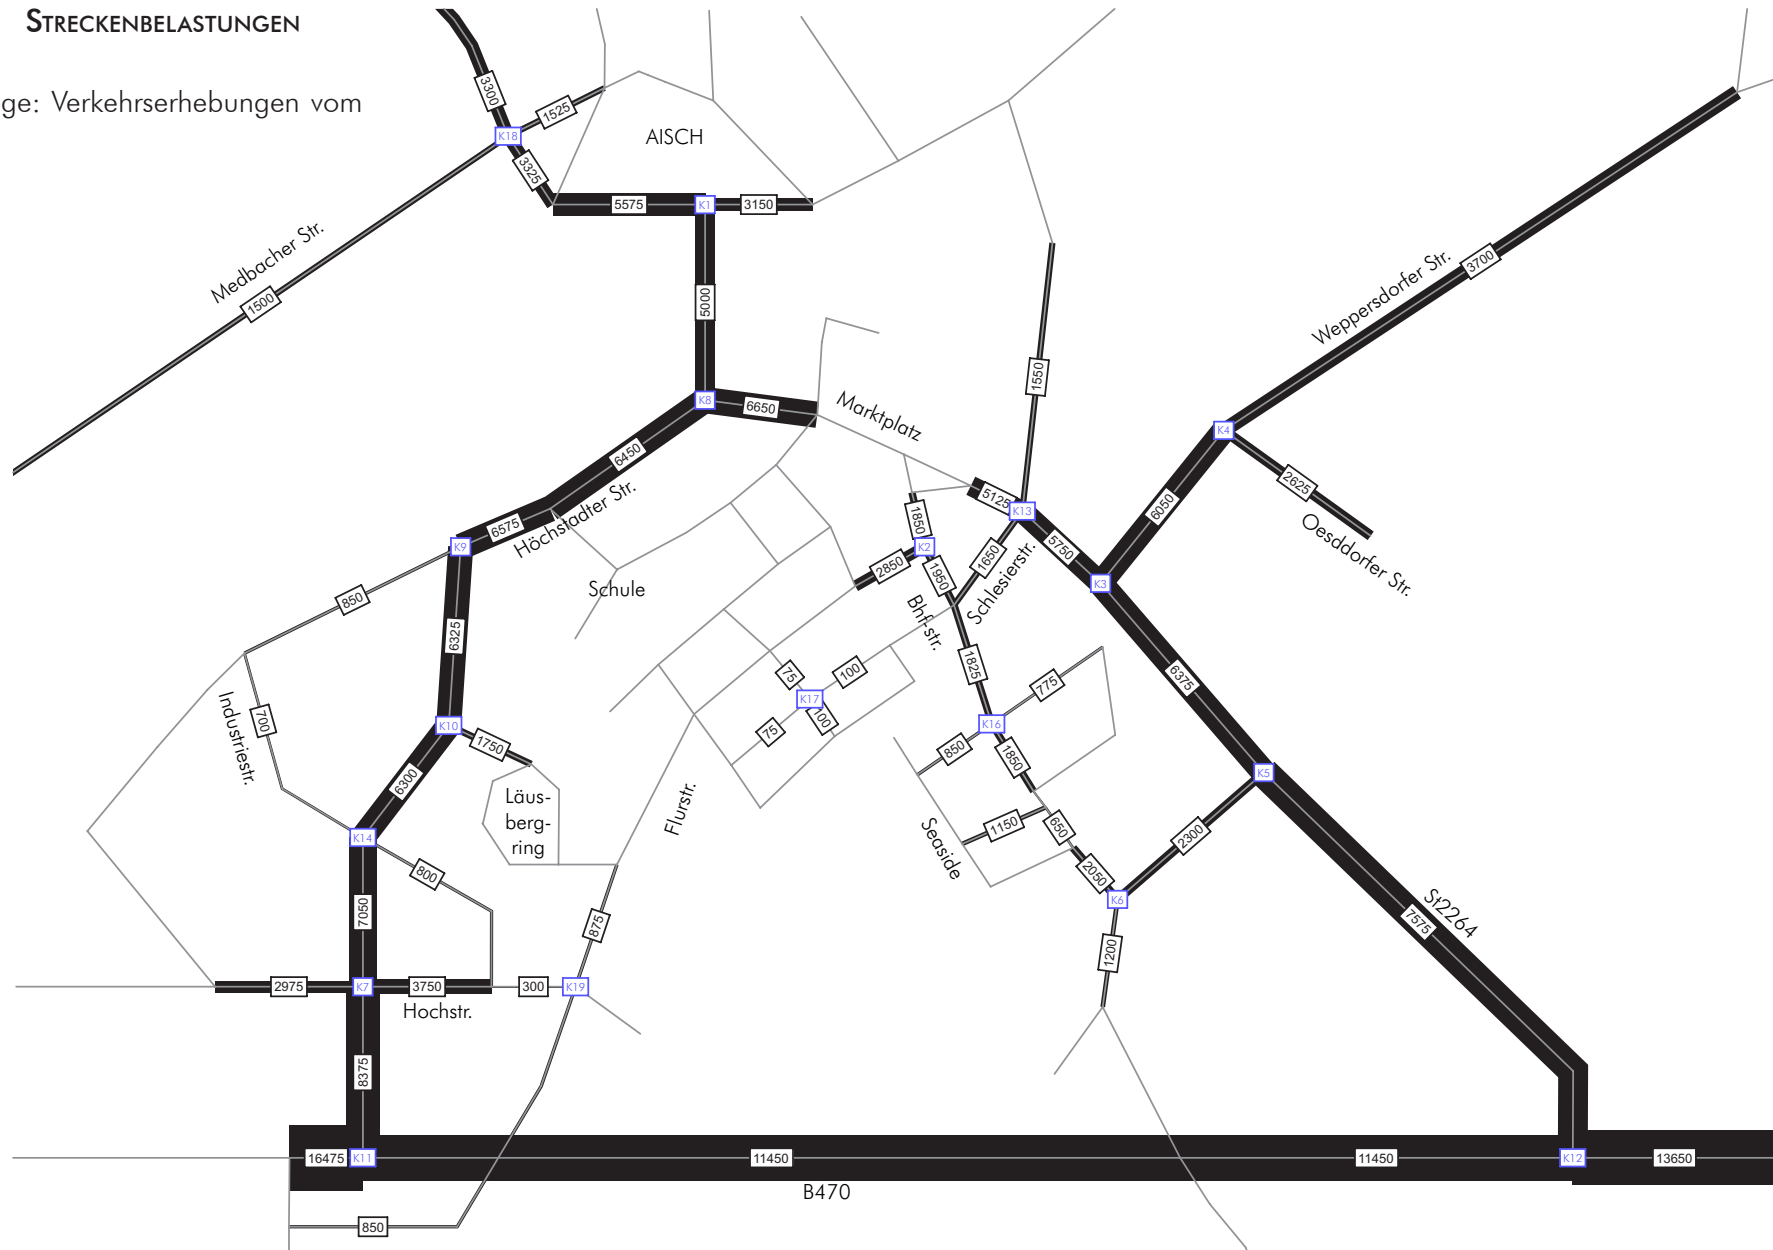 STRECKENBELASTUNGEN
ge: Verkehrserhebungen vom
3300
K18
1525
3325
AISCH
5575
K1
3150
Medbacher Str.
1500
5000
K8
6650
Marktplatz
1550
Weppersdorfer Str.
3700
K4
2625
Oesddorfer Str.
6050
6450
6575
Höchstadter Str.
K9
850
6325
Schule
5125
K13
5750
K3
1850
K2
2850
1950
1650
Schlesierstr.
Bhf-str.
1825
6375
775
K16
850
1850
75
100
K17
75
100
Industriestr.
700
K10
1750
6300
K14
Läus-
berg-
ring
Flurstr.
Seaside
1150
650
2050
K6
2300
K5
St2264
7575
800
7050
875
1200
2975
K7
3750
300
K19
Hochstr.
8375
16475
K11
11450
11450
K12
13650
B470
850